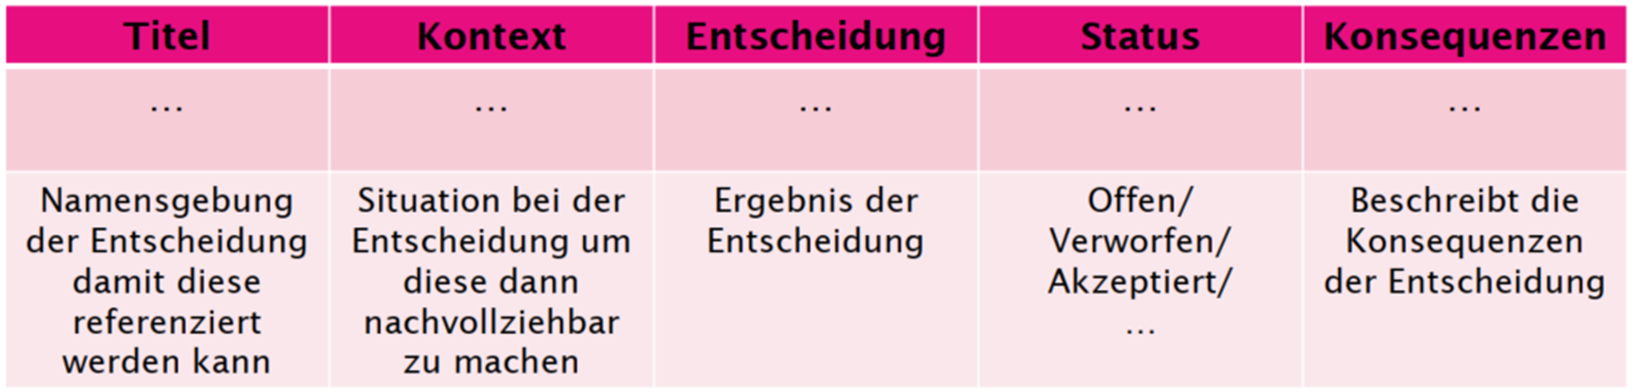 Titel
Kontext
Entscheidung
Status
Konsequenzen
...
...
...
...
...
Namensgebung
der Entscheidung
damit diese
referenziert
werden kann
Situation bei der
Entscheidung um
diese dann
nachvollziehbar
zu machen
Ergebnis der
Entscheidung
Offen/
Verworfen/
Akzeptiert/
...
Beschreibt die
Konsequenzen
der Entscheidung